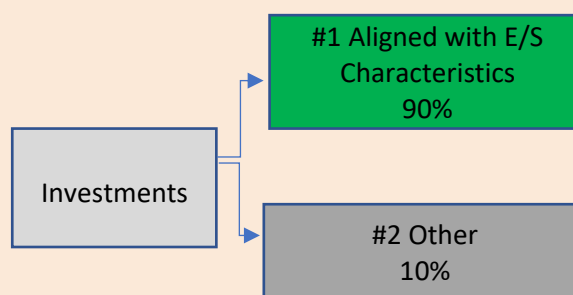 #1 Aligned with E/S
Characteristics
90%
Investments
#2 Other
10%